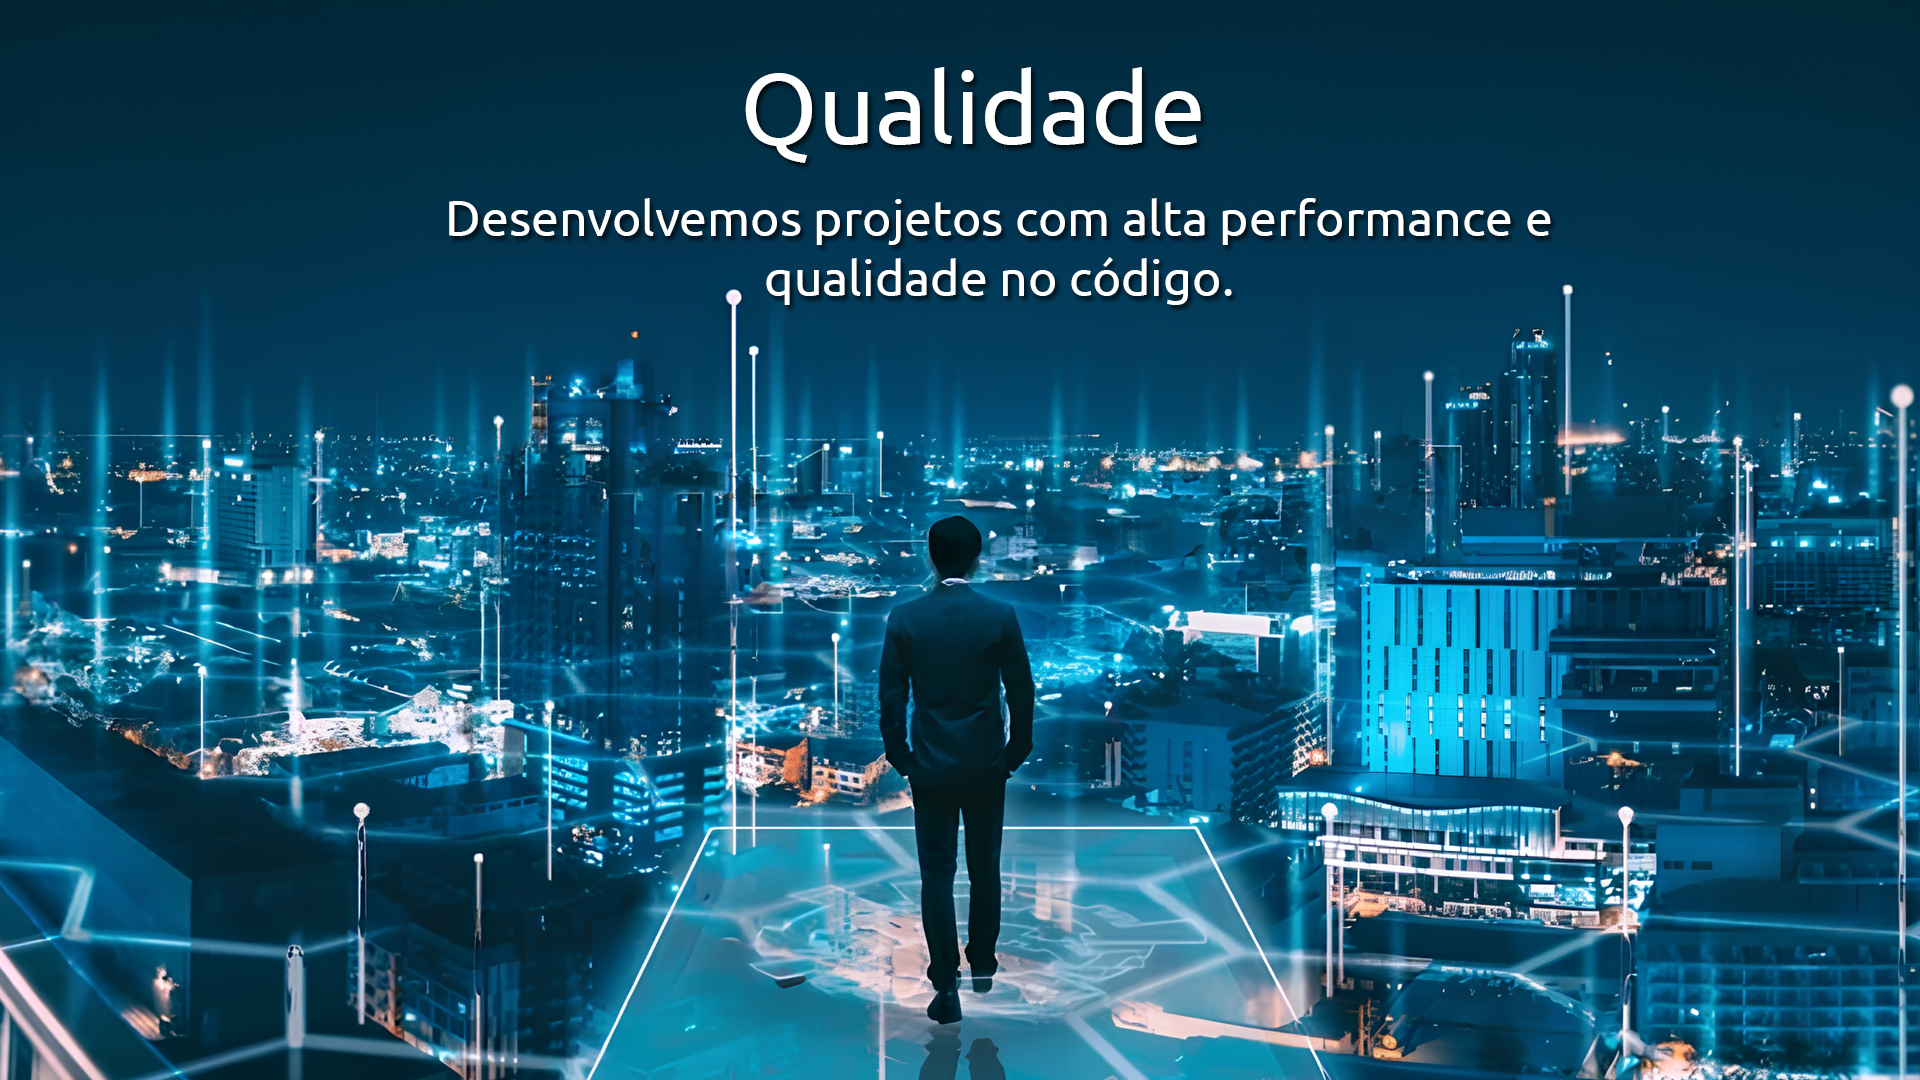 Qualidade
Desenvolvemos projetos com alta performance e
qualidade no código.